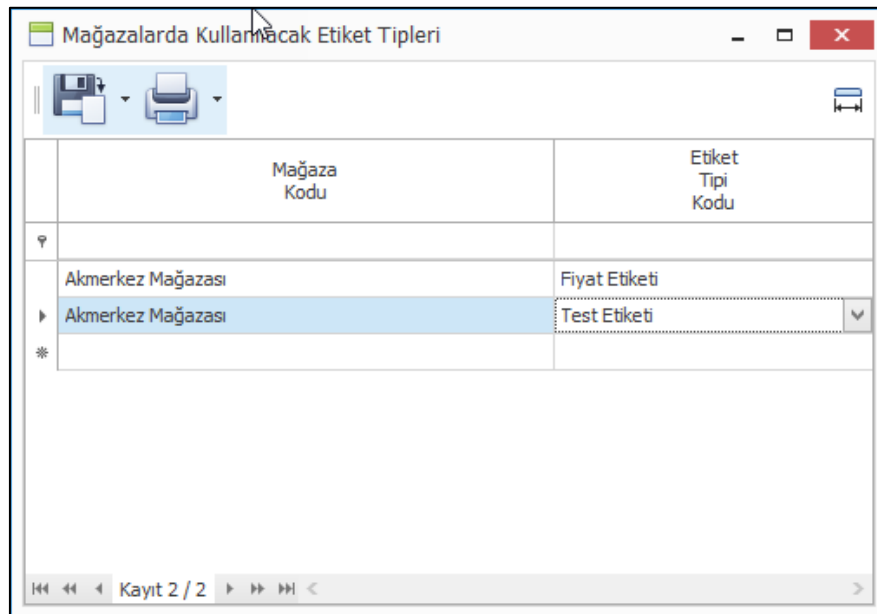 Mağazalarda Kullanılacak Etiket Tipleri
Mağaza
Kodu
Etiket
Tipi
Kodu
Akmerkez Mağazası
Fiyat Etiketi
Akmerkez Mağazası
Test Etiketi
Kayıt 2 / 2